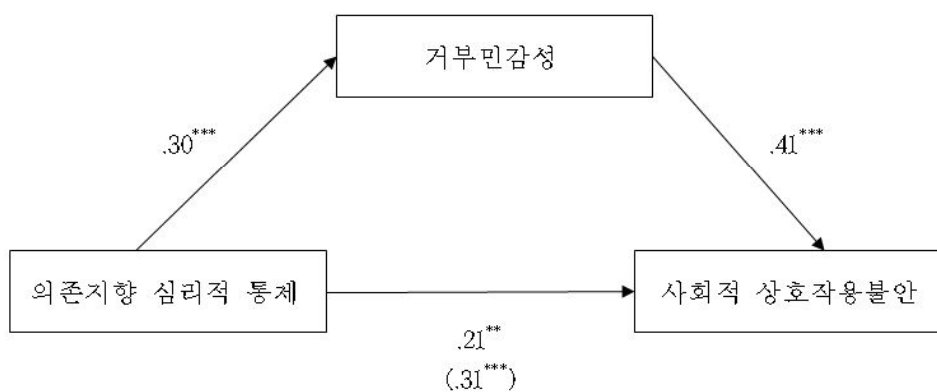 거부민감성
.30***
.41***
의존지향 심리적 통제
사회적 상호작용불안
.21**
(.31***)